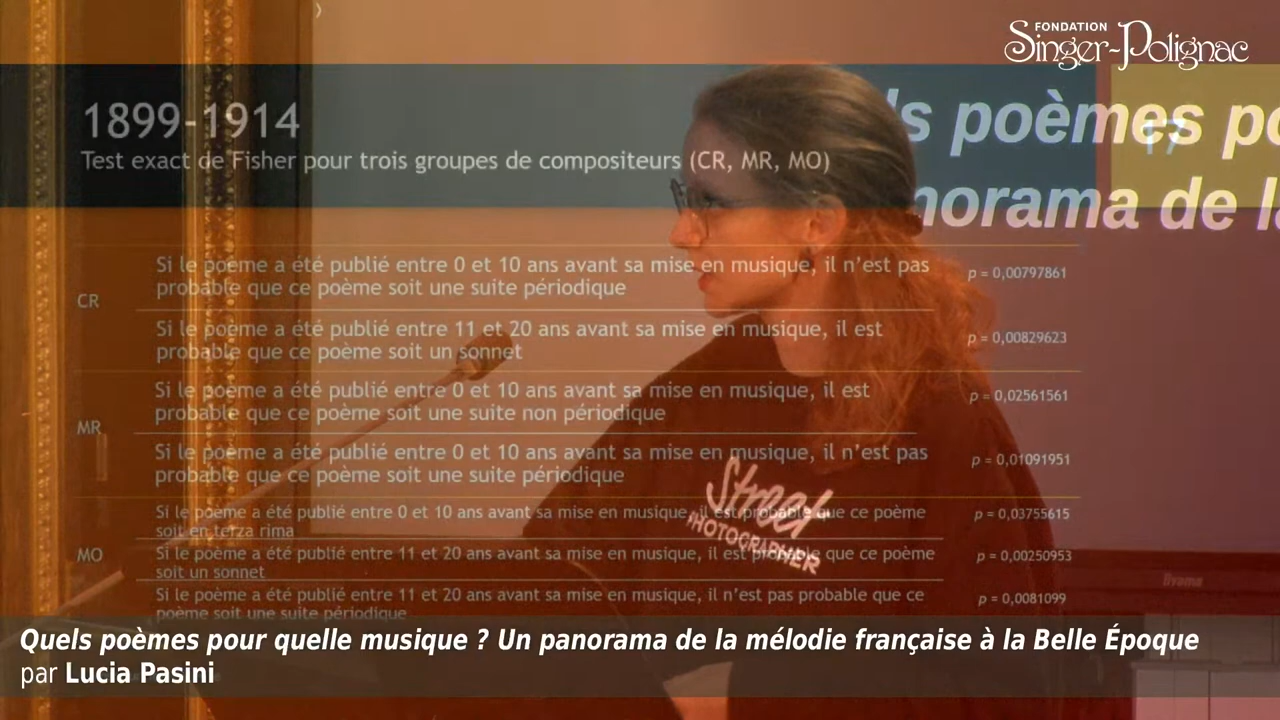 FONDATION
Singer-Polignac
1899-1914
17
Test exact de Fisher pour trois groupes de compositeurs (CR, MR, MO)
ls poèmes po
norama de la
CR
Si le poème a été publié entre 0 et 10 ans avant sa mise en musique, il n’est pas
probable que ce poème soit une suite périodique
p = 0,00797861
Si le poème a été publié entre 11 et 20 ans avant sa mise en musique, il est
probable que ce poème soit un sonnet
p = 0,00829623
MR
Si le poème a été publié entre 0 et 10 ans avant sa mise en musique, il est
probable que ce poème soit une suite non périodique
p = 0,02561561
Si le poème a été publié entre 0 et 10 ans avant sa mise en musique, il n’est pas
probable que ce poème soit une suite périodique
p = 0,01091951
MO
Si le poème a été publié entre 0 et 10 ans avant sa mise en musique, il est probable que ce poème
soit en terza rima
p = 0,03755615
Si le poème a été publié entre 11 et 20 ans avant sa mise en musique, il est probable que ce poème
soit un sonnet
p = 0,00250953
Si le poème a été publié entre 11 et 20 ans avant sa mise en musique, il n’est pas probable que ce
poème soit une suite périodique
p = 0,0081099
Street
PHOTOGRAPHER
iiyama
Quels poèmes pour quelle musique ? Un panorama de la mélodie française à la Belle Époque
par Lucia Pasini